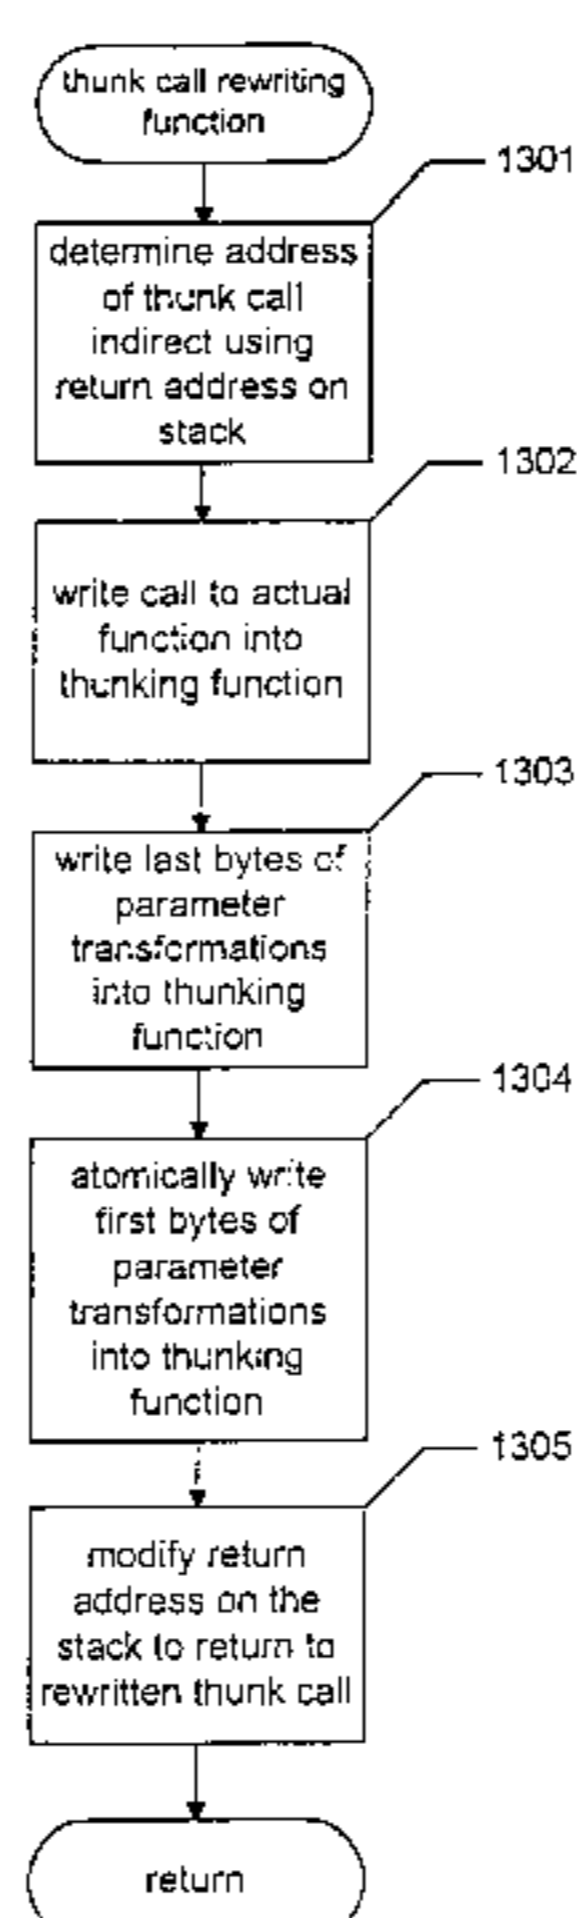 thunk call rewriting
function
1301
determine address
of thunk call
indirect using
return address on
stack
1302
write call to actual
function into
thunking function
1303
write last bytes of
parameter
transformations
into thunking
function
1304
atomically write
first bytes of
parameter
transformations
into thunking
function
1305
modify return
address on the
stack to return to
rewritten thunk call
return